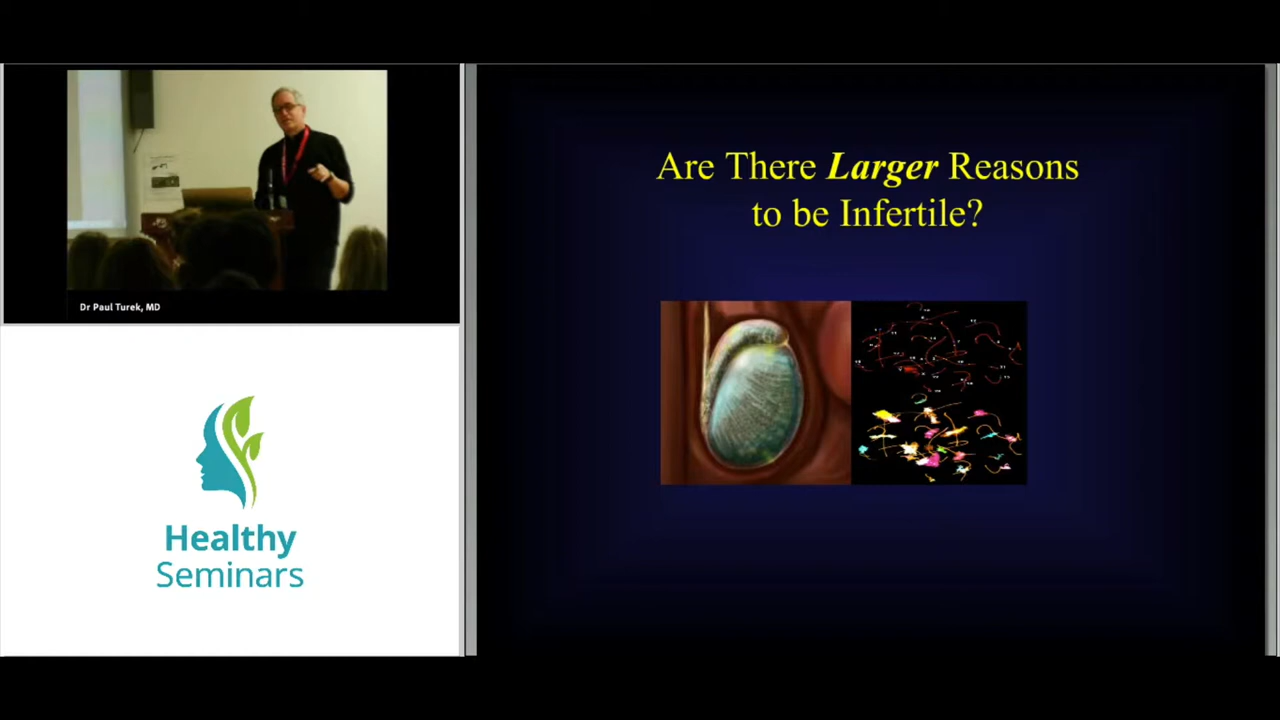 Dr Paul Turek, MD
Healthy
Seminars
Are There Larger Reasons
to be Infertile?